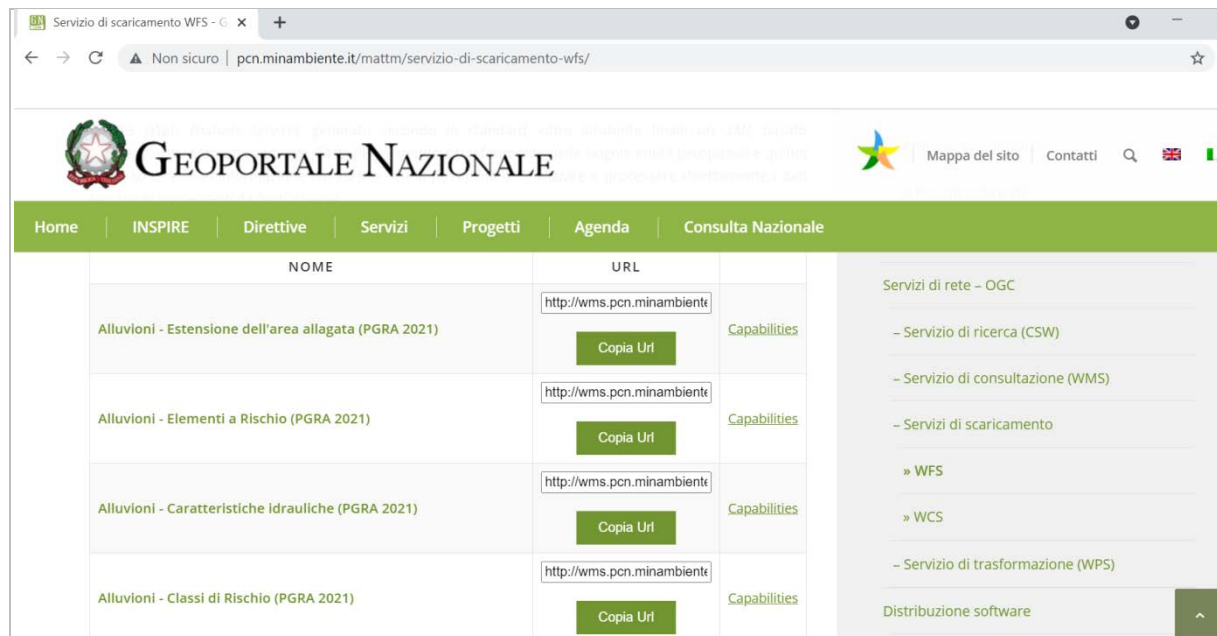 Servizio di scaricamento WFS - G
Non sicuro | pcn.minambiente.it/mattm/servizio-di-scaricamento-wfs/
GEOPORTALE NAZIONALE
Mappa del sito | Contatti
Home | INSPIRE | Direttive | Servizi | Progetti | Agenda | Consulta Nazionale
NOME URL
Alluvioni - Estensione dell'area allagata (PGRA 2021)
http://wms.pcn.minambiente
Copia Url
Capabilities
Alluvioni - Elementi a Rischio (PGRA 2021)
http://wms.pcn.minambiente
Copia Url
Capabilities
Alluvioni - Caratteristiche idrauliche (PGRA 2021)
http://wms.pcn.minambiente
Copia Url
Capabilities
Alluvioni - Classi di Rischio (PGRA 2021)
http://wms.pcn.minambiente
Copia Url
Capabilities
Servizi di rete – OGC
– Servizio di ricerca (CSW)
– Servizio di consultazione (WMS)
– Servizi di scaricamento
» WFS
» WCS
– Servizio di trasformazione (WPS)
Distribuzione software